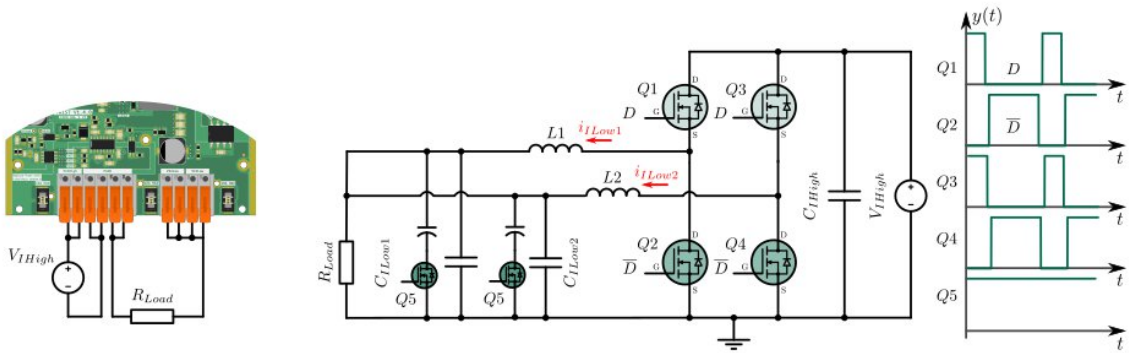 V_IHigh
R_Load
Q1
Q3
D
D
G
G
D
D
S
S
i_ILow1
L1
i_ILow2
L2
R_Load
C_ILow1
Q5
Q5
C_ILow2
Q2
Q4
D̅
D̅
G
G
D
D
S
S
C_IHigh
V_IHigh
y(t)
Q1
D
t
Q2
D̅
t
Q3
t
Q4
t
Q5
t